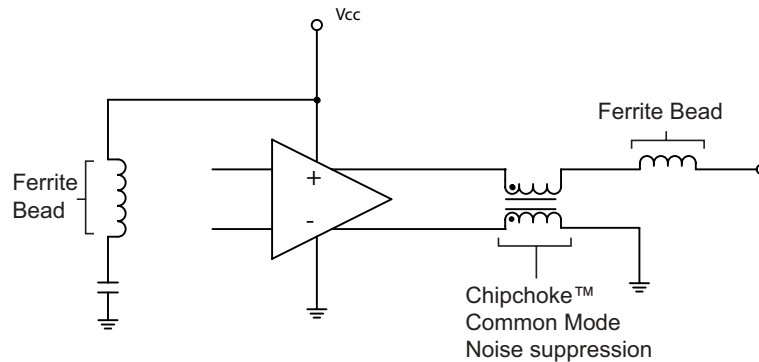 Vcc
Ferrite Bead
Ferrite
Bead
+
-
Chipchoke™
Common Mode
Noise suppression